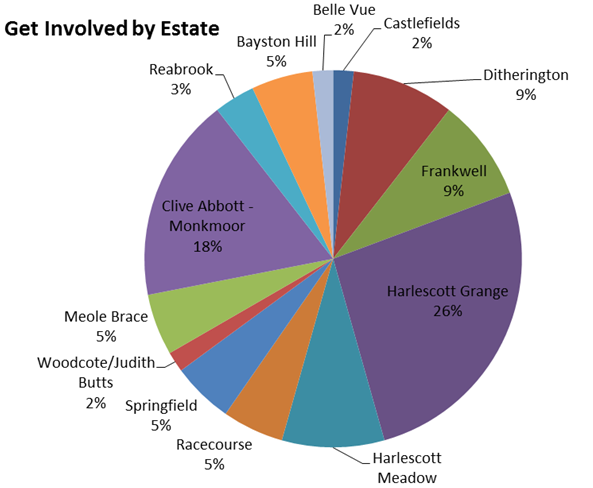 Get Involved by Estate
Belle Vue
2%
Castlefields
2%
Ditherington
9%
Frankwell
9%
Harlescott Grange
26%
Harlescott
Meadow
Racecourse
5%
Springfield
5%
Woodcote/Judith
Butts
2%
Meole Brace
5%
Clive Abbott -
Monkmoor
18%
Reabrook
3%
Bayston Hill
5%